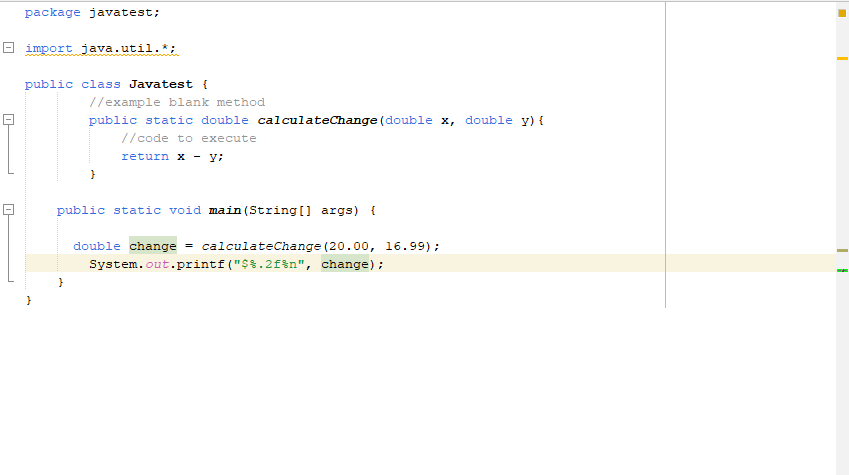 package javatest;
import java.util.*;
public class Javatest {
//example blank method
public static double calculateChange(double x, double y){
//code to execute
return x - y;
}
public static void main(String[] args) {
double change = calculateChange(20.00, 16.99);
System.out.printf("$%.2f%n", change);
}
}